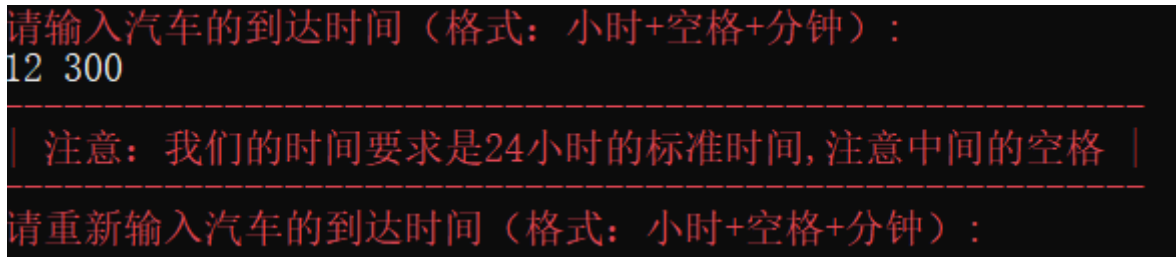 请输入汽车的到达时间（格式：小时+空格+分钟）:
12 300
----------------------------------------------------------
| 注意：我们的时间要求是24小时的标准时间,注意中间的空格 |
----------------------------------------------------------
请重新输入汽车的到达时间（格式：小时+空格+分钟）: